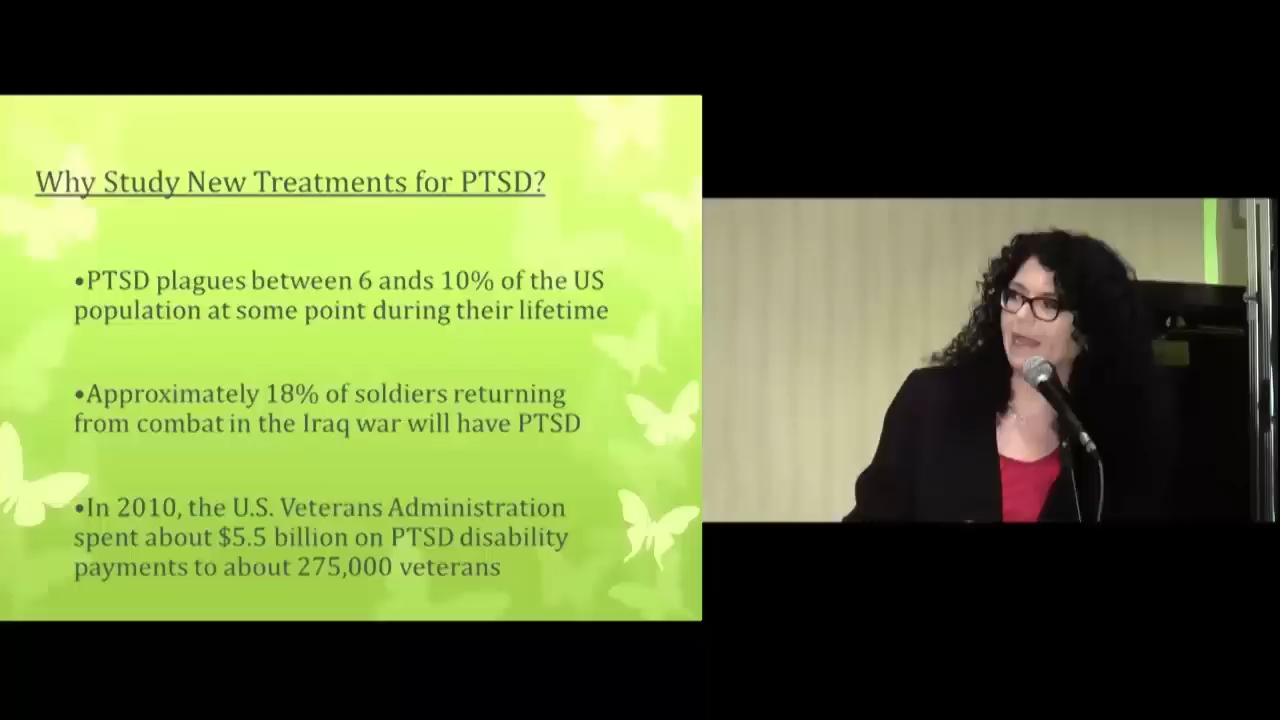 Why Study New Treatments for PTSD?
•PTSD plagues between 6 ands 10% of the US
population at some point during their lifetime
•Approximately 18% of soldiers returning
from combat in the Iraq war will have PTSD
•In 2010, the U.S. Veterans Administration
spent about $5.5 billion on PTSD disability
payments to about 275,000 veterans